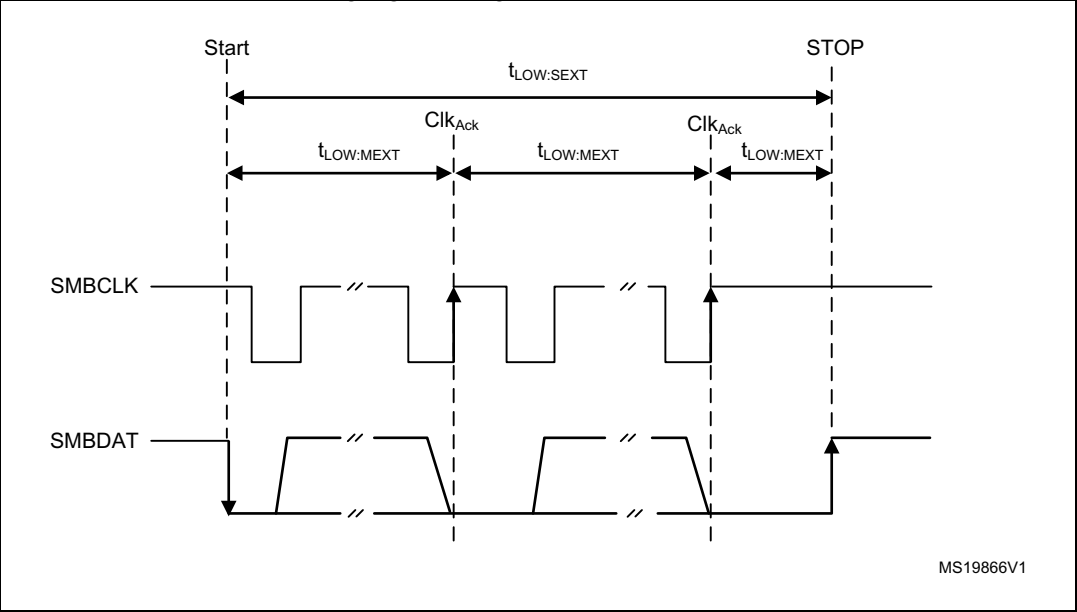 Start
STOP
tLOW:SEXT
ClkAck
ClkAck
tLOW:MEXT
tLOW:MEXT
tLOW:MEXT
SMBCLK
SMBDAT
MS19866V1